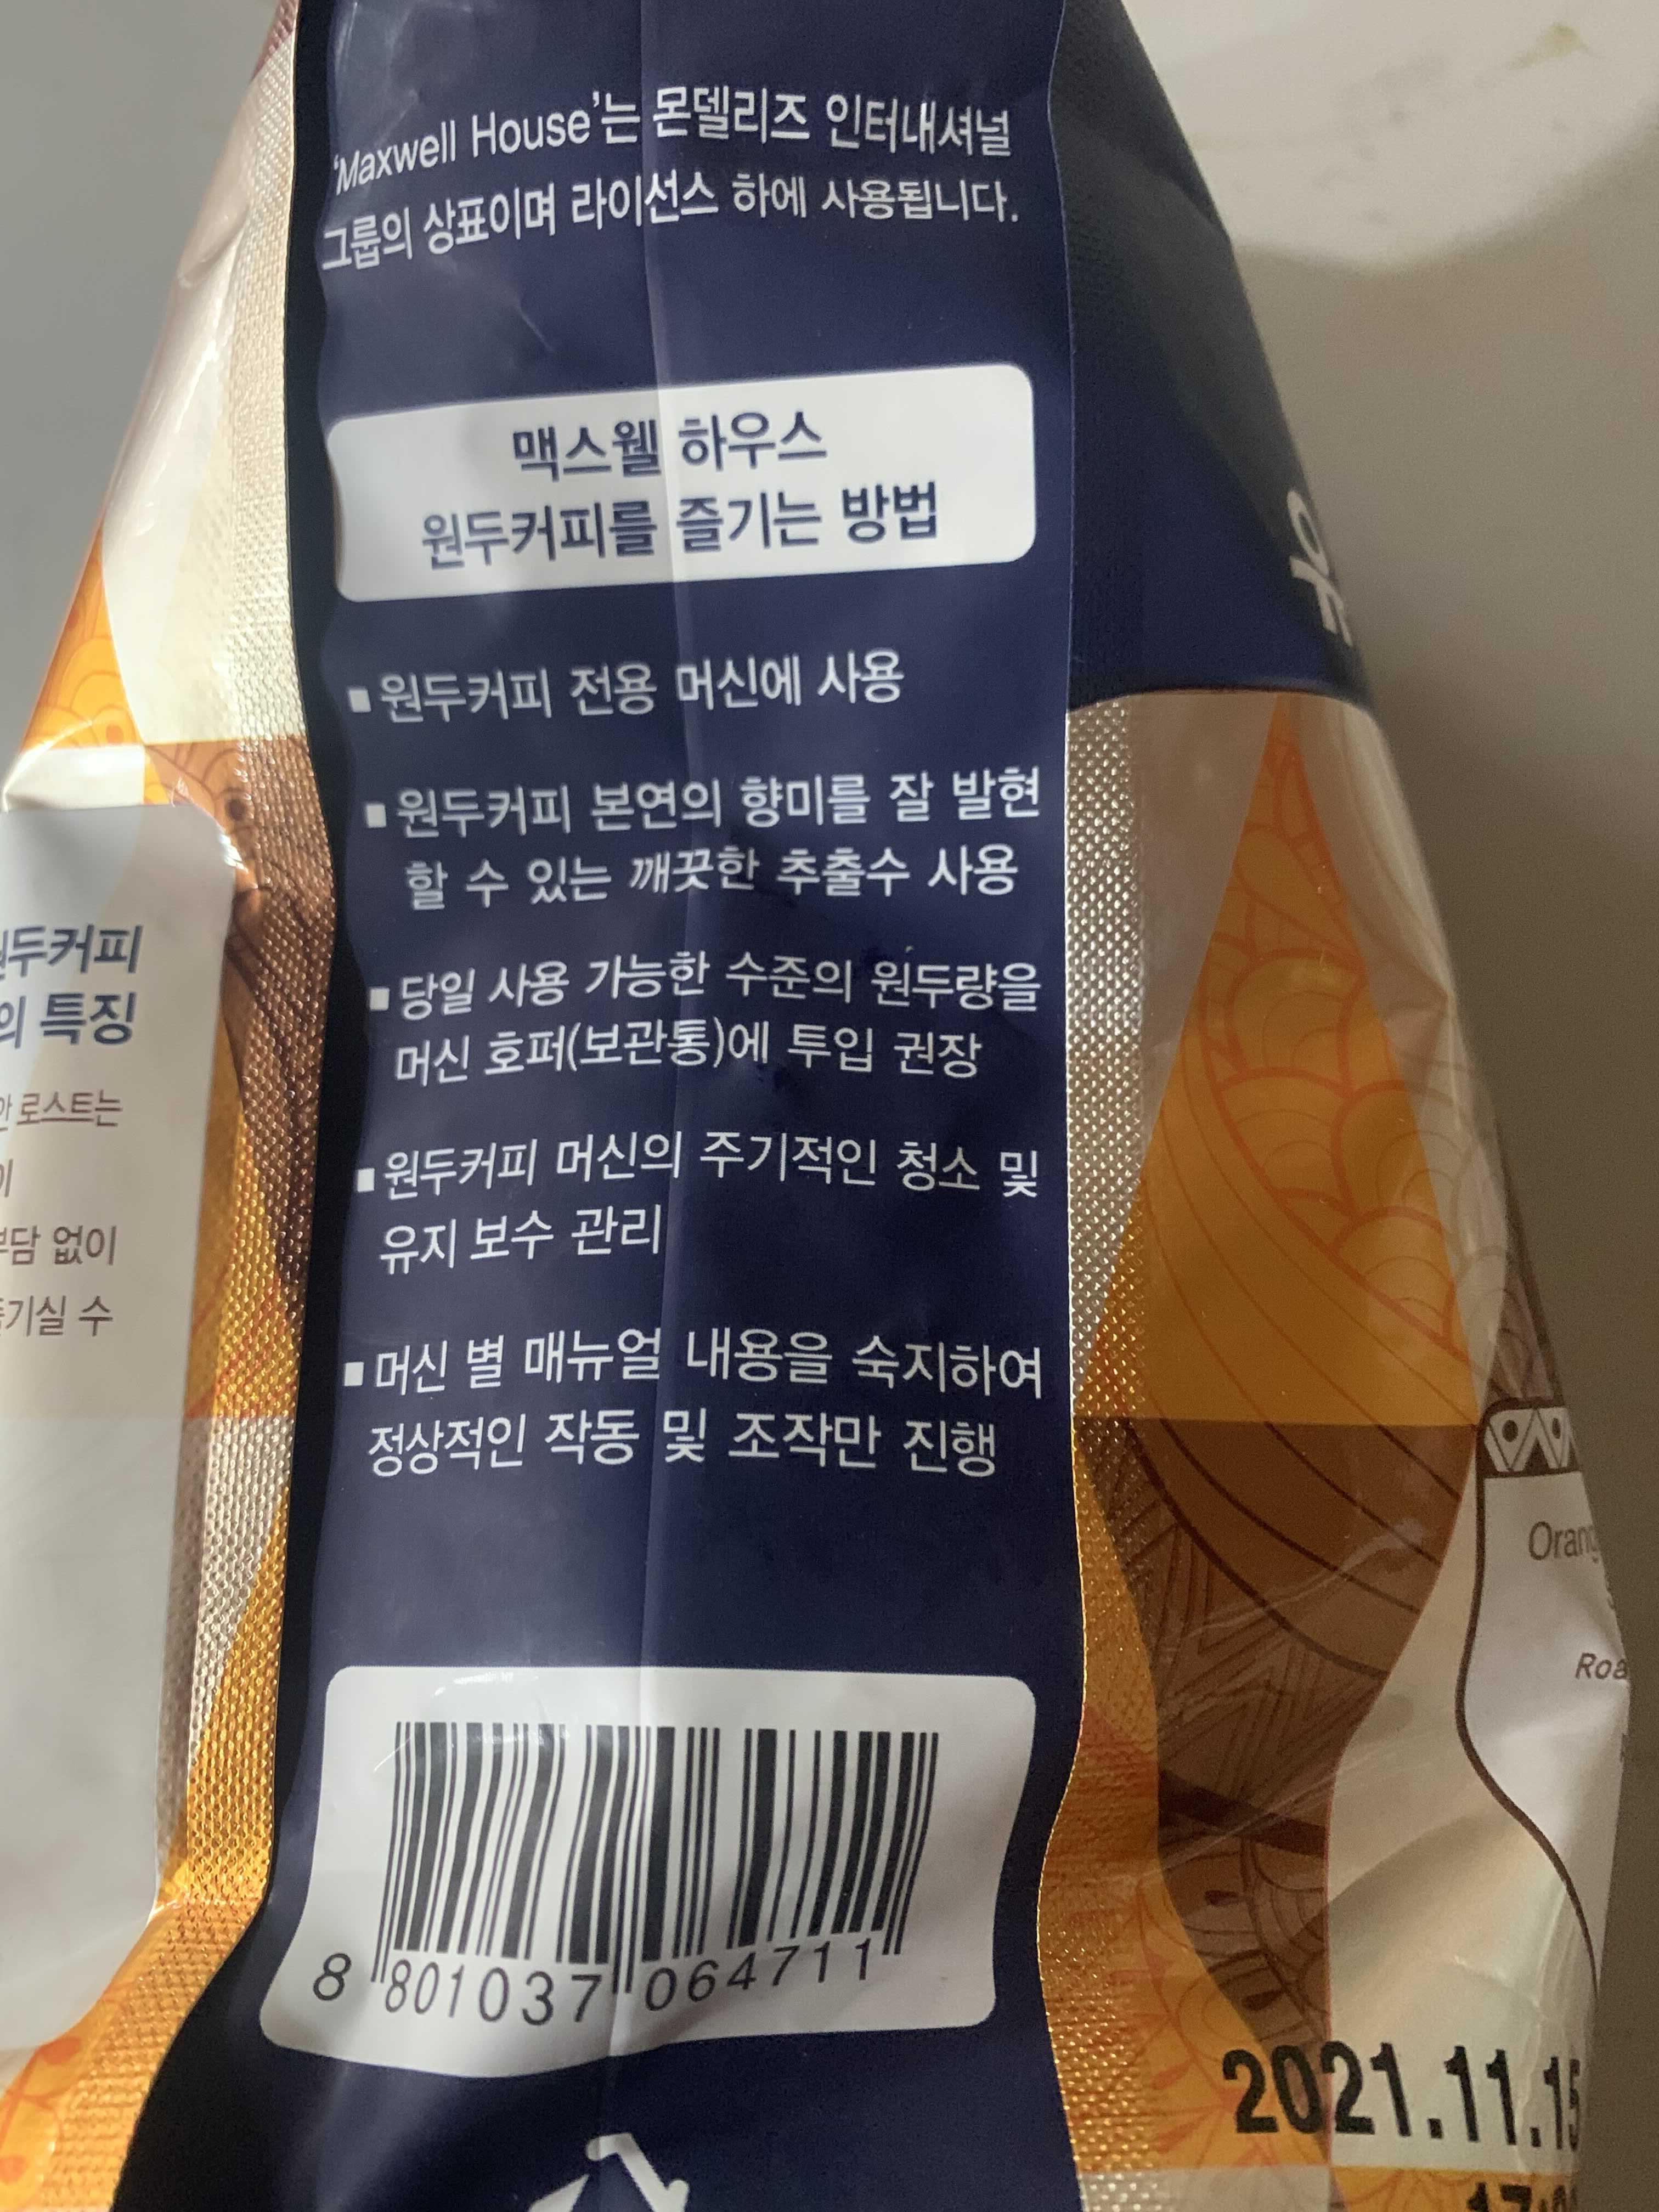 'Maxwell House'는 몬델리즈 인터내셔널
그룹의 상표이며 라이선스 하에 사용됩니다.
맥스웰 하우스
원두커피를 즐기는 방법
▪ 원두커피 전용 머신에 사용
▪ 원두커피 본연의 향미를 잘 발현
할 수 있는 깨끗한 추출수 사용
▪ 당일 사용 가능한 수준의 원두량을
머신 호퍼(보관통)에 투입 권장
▪ 원두커피 머신의 주기적인 청소 및
유지 보수 관리
▪ 머신 별 매뉴얼 내용을 숙지하여
정상적인 작동 및 조작만 진행
8 801037 064711
두커피
의 특징
로스트는
없이
수
2021.11.15